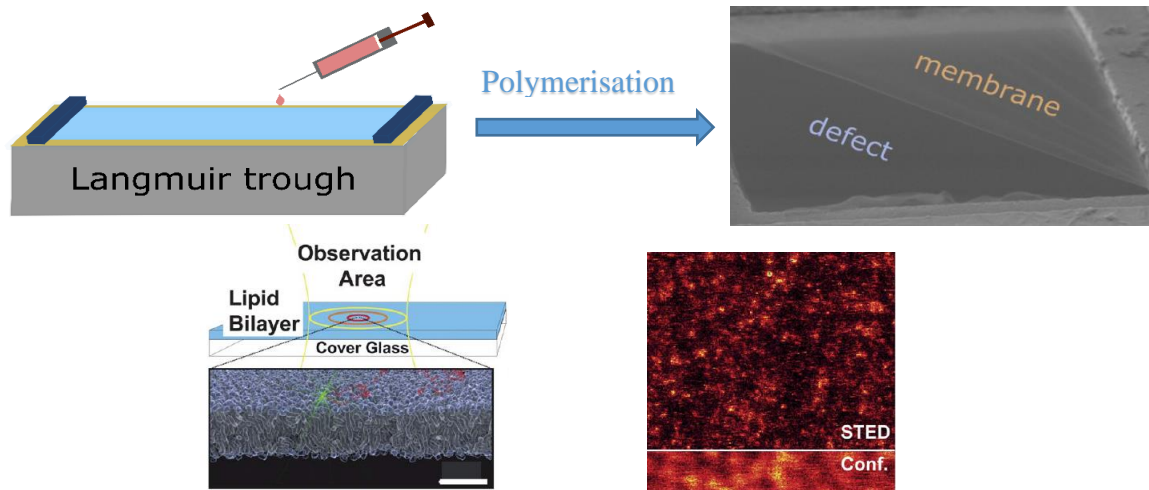 Polymerisation
membrane
defect
Langmuir trough
Observation
Area
Lipid
Bilayer
Cover Glass
STED
Conf.